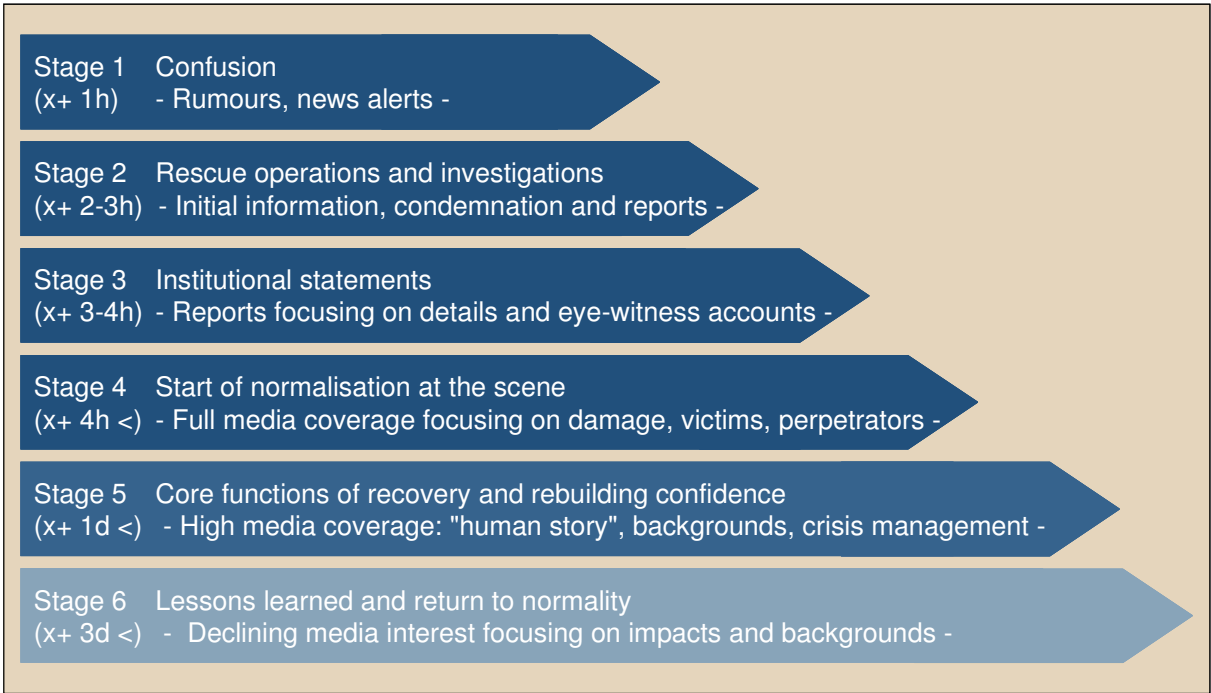 Stage 1 Confusion
(x+ 1h) - Rumours, news alerts -
Stage 2 Rescue operations and investigations
(x+ 2-3h) - Initial information, condemnation and reports -
Stage 3 Institutional statements
(x+ 3-4h) - Reports focusing on details and eye-witness accounts -
Stage 4 Start of normalisation at the scene
(x+ 4h <) - Full media coverage focusing on damage, victims, perpetrators -
Stage 5 Core functions of recovery and rebuilding confidence
(x+ 1d <) - High media coverage: "human story", backgrounds, crisis management -
Stage 6 Lessons learned and return to normality
(x+ 3d <) - Declining media interest focusing on impacts and backgrounds -